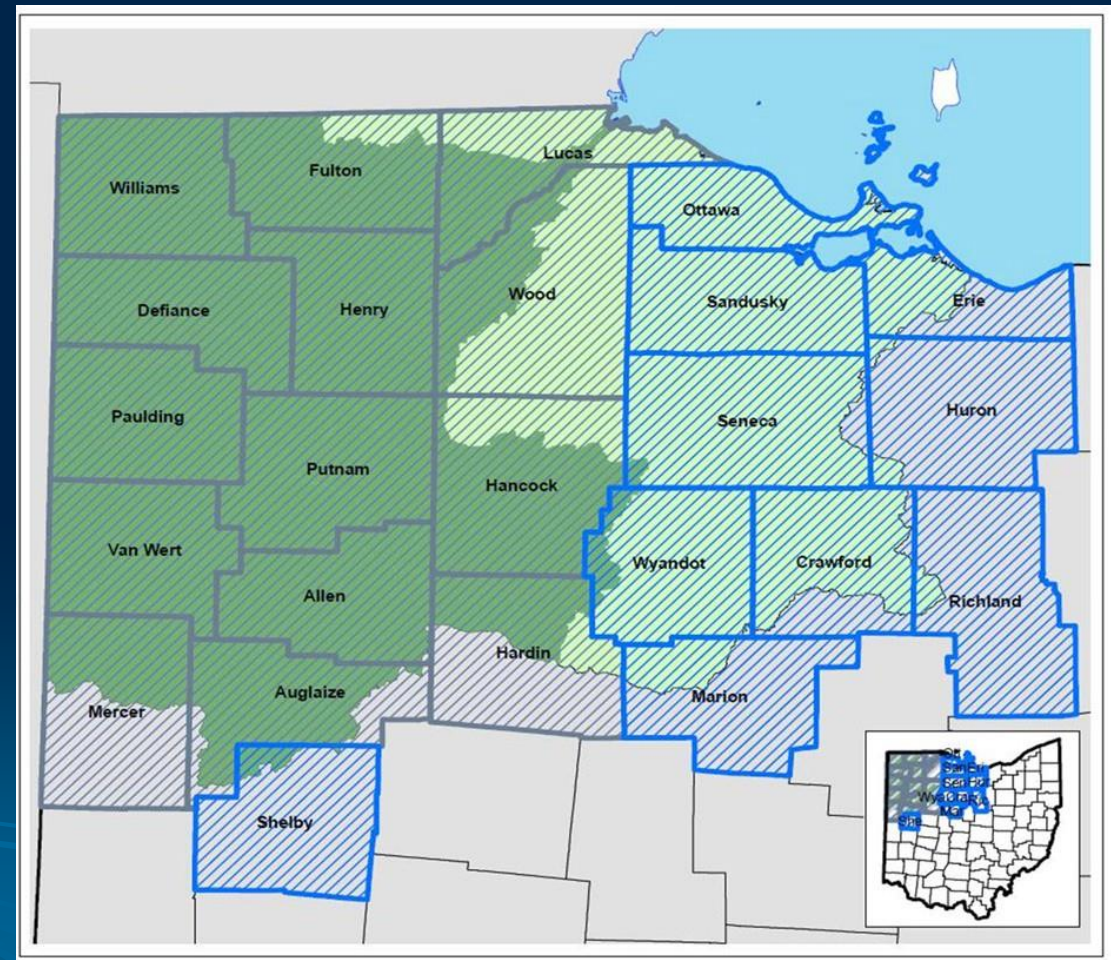 Lucas
Fulton
Williams
Ottawa
Wood
Sandusky
Erie
Defiance
Henry
Huron
Paulding
Seneca
Putnam
Hancock
Van Wert
Wyandot
Crawford
Allen
Richland
Hardin
Auglaize
Marion
Mercer
Shelby
She